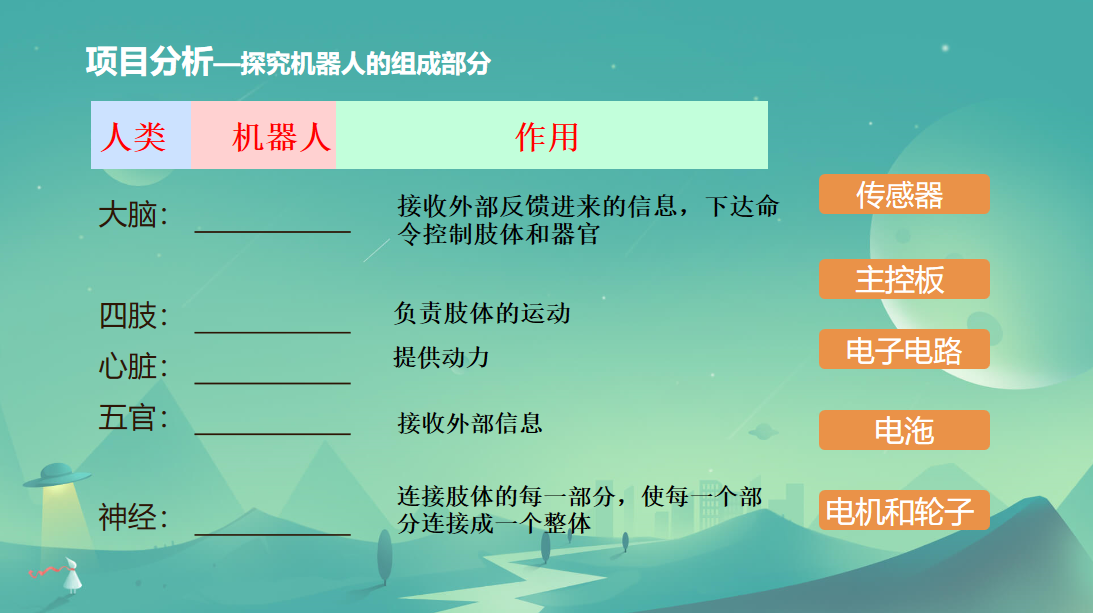 项目分析—探究机器人的组成部分
人类 机器人 作用
大脑: 接收外部反馈进来的信息，下达命
令控制肢体和器官
四肢: 负责肢体的运动
心脏: 提供动力
五官: 接收外部信息
神经: 连接肢体的每一部分，使每一个部
分连接成一个整体
传感器
主控板
电子电路
电沲
电机和轮子